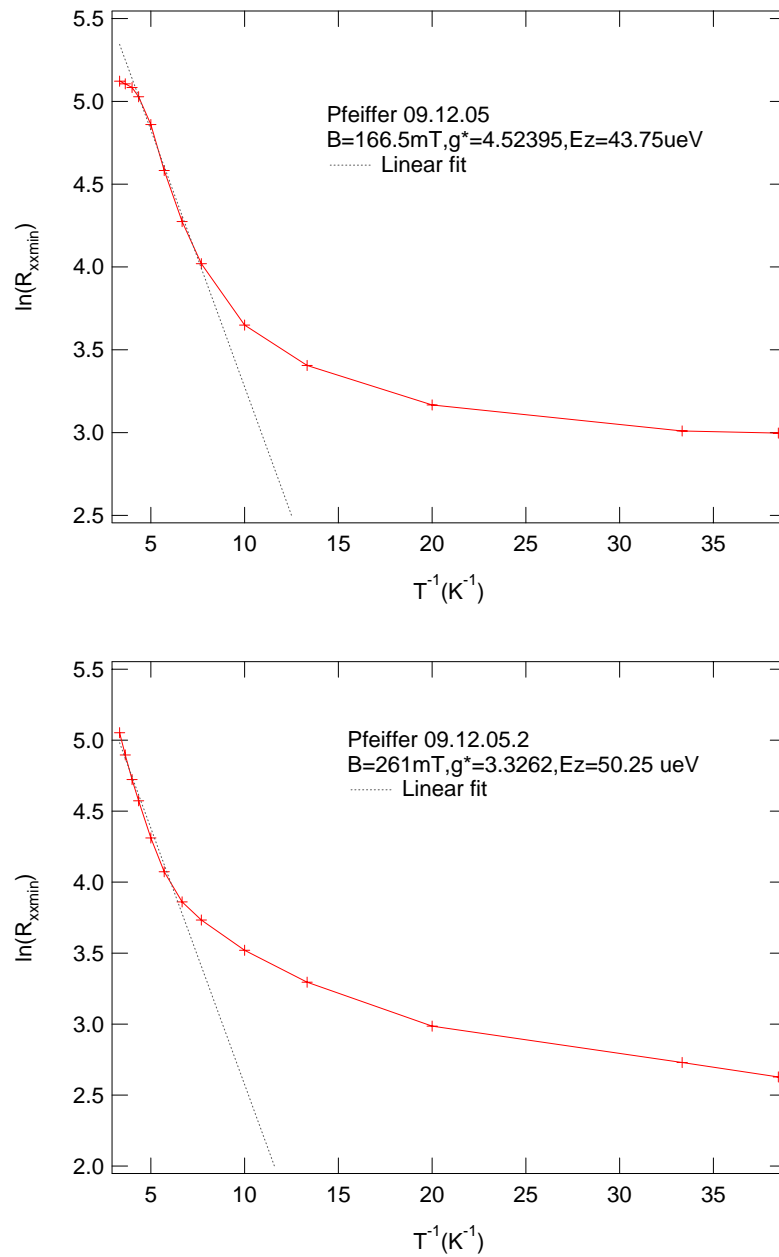 5.5
5.0
4.5
4.0
3.5
3.0
2.5
ln(R_xxmin)
5 10 15 20 25 30 35
T^-1(K^-1)
Pfeiffer 09.12.05
B=166.5mT,g*=4.52395,Ez=43.75ueV
Linear fit
5.5
5.0
4.5
4.0
3.5
3.0
2.5
2.0
ln(R_xxmin)
5 10 15 20 25 30 35
T^-1(K^-1)
Pfeiffer 09.12.05.2
B=261mT,g*=3.3262,Ez=50.25 ueV
Linear fit